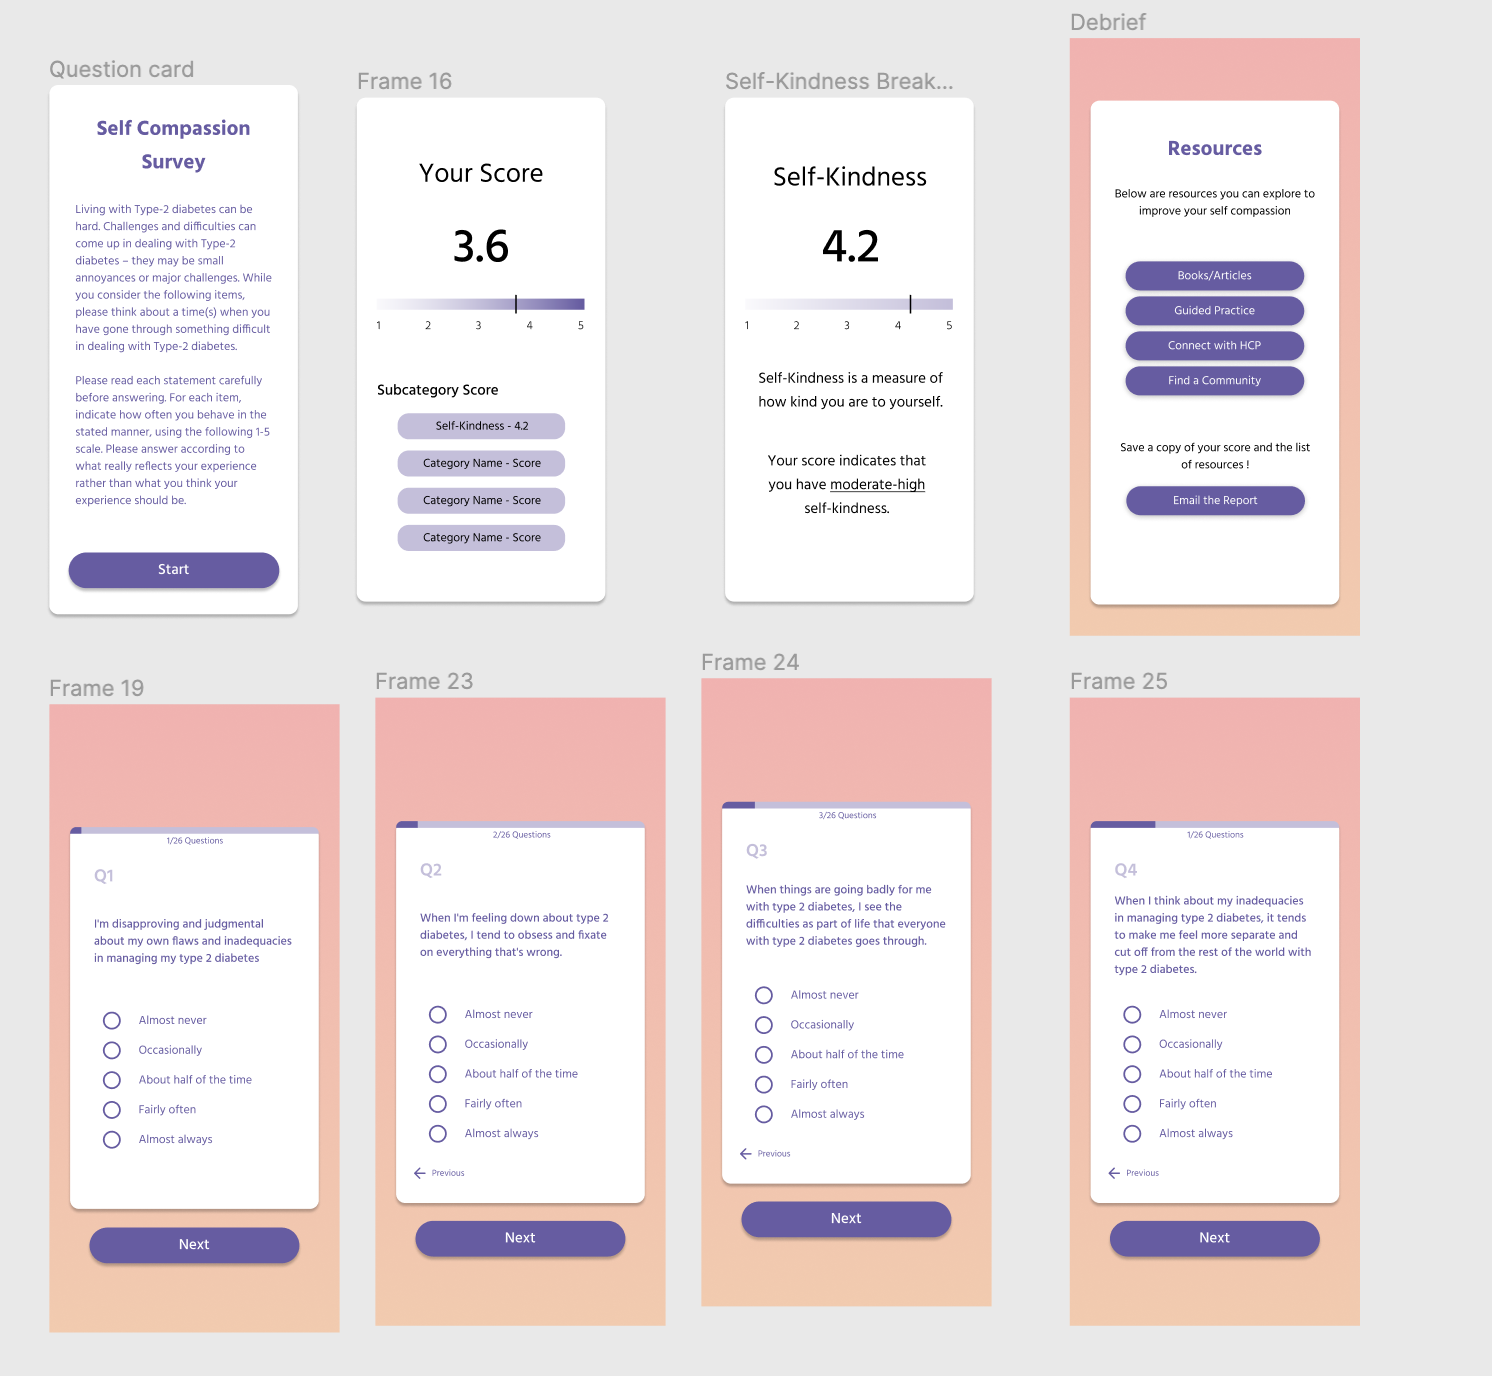 Question card
Self Compassion
Survey
Living with Type-2 diabetes can be
hard. Challenges and difficulties can
come up in dealing with Type-2
diabetes – they may be small
annoyances or major challenges. While
you consider the following items,
please think about a time(s) when you
have gone through something difficult
in dealing with Type-2 diabetes.
Please read each statement carefully
before answering. For each item,
indicate how often you behave in the
stated manner, using the following 1-5
scale. Please answer according to
what really reflects your experience
rather than what you think your
experience should be.
Start
Frame 16
Your Score
3.6
1 2 3 4 5
Subcategory Score
Self-Kindness - 4.2
Category Name - Score
Category Name - Score
Category Name - Score
Self-Kindness Break...
Self-Kindness
4.2
1 2 3 4 5
Self-Kindness is a measure of
how kind you are to yourself.
Your score indicates that
you have moderate-high
self-kindness.
Debrief
Resources
Below are resources you can explore to
improve your self compassion
Books/Articles
Guided Practice
Connect with HCP
Find a Community
Save a copy of your score and the list
of resources !
Email the Report
Frame 19
1/26 Questions
Q1
I'm disapproving and judgmental
about my own flaws and inadequacies
in managing my type 2 diabetes
Almost never
Occasionally
About half of the time
Fairly often
Almost always
Next
Frame 23
2/26 Questions
Q2
When I'm feeling down about type 2
diabetes, I tend to obsess and fixate
on everything that's wrong.
Almost never
Occasionally
About half of the time
Fairly often
Almost always
Previous
Next
Frame 24
3/26 Questions
Q3
When things are going badly for me
with type 2 diabetes, I see the
difficulties as part of life that everyone
with type 2 diabetes goes through.
Almost never
Occasionally
About half of the time
Fairly often
Almost always
Previous
Next
Frame 25
1/26 Questions
Q4
When I think about my inadequacies
in managing type 2 diabetes, it tends
to make me feel more separate and
cut off from the rest of the world with
type 2 diabetes.
Almost never
Occasionally
About half of the time
Fairly often
Almost always
Previous
Next